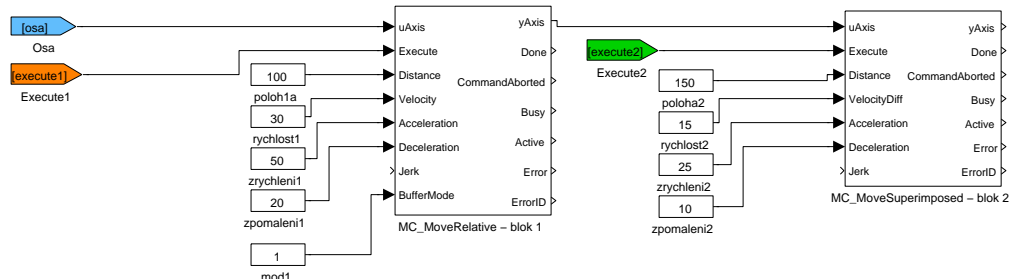 [osa]
Osa
[execute1]
Execute1
100
poloh1a
30
rychlost1
50
zrychleni1
20
zpomaleni1
1
mod1
uAxis
Execute
Distance
Velocity
Acceleration
Deceleration
Jerk
BufferMode
yAxis
Done
CommandAborted
Busy
Active
Error
ErrorID
MC_MoveRelative – blok 1
[execute2]
Execute2
150
poloha2
15
rychlost2
25
zrychleni2
10
zpomaleni2
uAxis
Execute
Distance
VelocityDiff
Acceleration
Deceleration
Jerk
yAxis
Done
CommandAborted
Busy
Active
Error
ErrorID
MC_MoveSuperimposed – blok 2